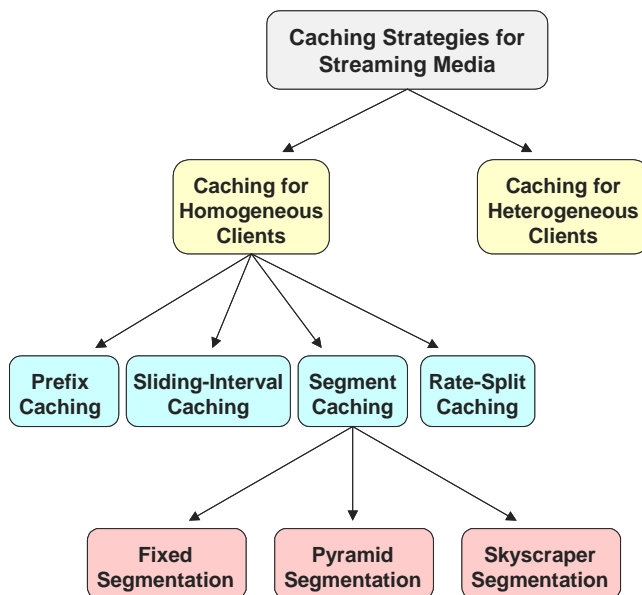 Caching Strategies for
Streaming Media
Caching for
Homogeneous
Clients
Caching for
Heterogeneous
Clients
Prefix
Caching
Sliding-Interval
Caching
Segment
Caching
Rate-Split
Caching
Fixed
Segmentation
Pyramid
Segmentation
Skyscraper
Segmentation